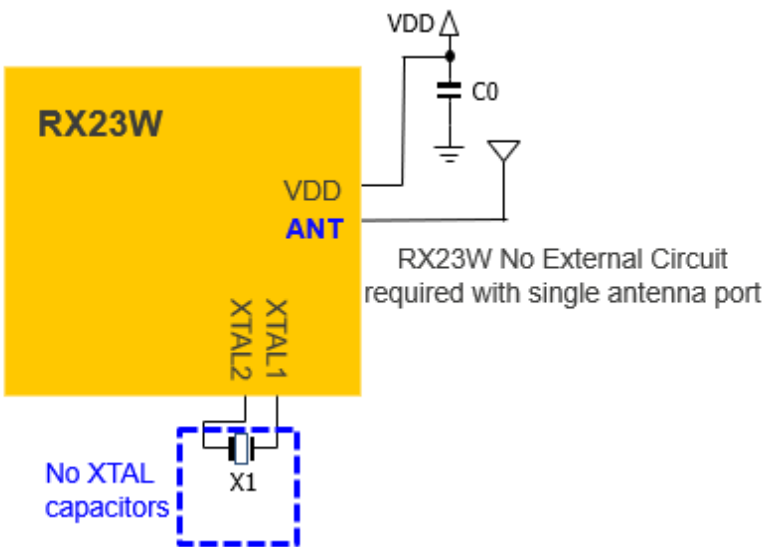 VDD
C0
RX23W
VDD
ANT
RX23W No External Circuit
required with single antenna port
XTAL2
XTAL1
No XTAL
capacitors
X1